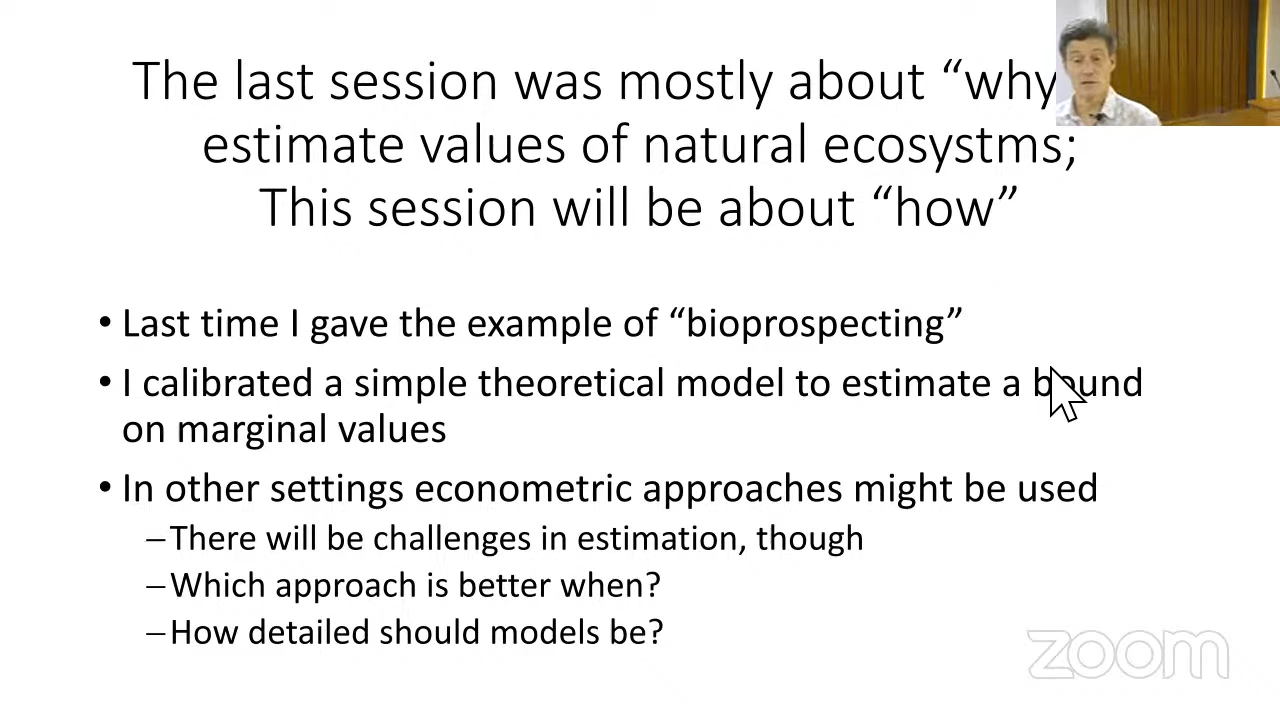 The last session was mostly about “why
estimate values of natural ecosystms;
This session will be about “how”
• Last time I gave the example of “bioprospecting”
• I calibrated a simple theoretical model to estimate a bound
on marginal values
• In other settings econometric approaches might be used
–There will be challenges in estimation, though
–Which approach is better when?
–How detailed should models be?
zoom